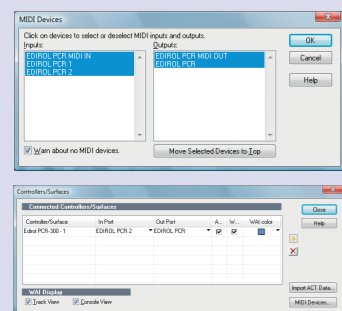 MIDI Devices
Click on devices to select or deselect MIDI inputs and outputs.
Inputs: Outputs:
EDIROL PCR MIDI IN EDIROL PCR MIDI OUT
EDIROL PCR 1 EDIROL PCR
EDIROL PCR 2
OK
Cancel
Help
Warn about no MIDI devices. Move Selected Devices to Top
Controllers/Surfaces
Connected Controllers/Surfaces
Controller/Surface In Port Out Port A... W... WAI color
Edirol PCR-300 - 1 EDIROL PCR 2 EDIROL PCR
Close
Help
Import ACT Data...
WAI Display
Track View Console View
MIDI Devices...